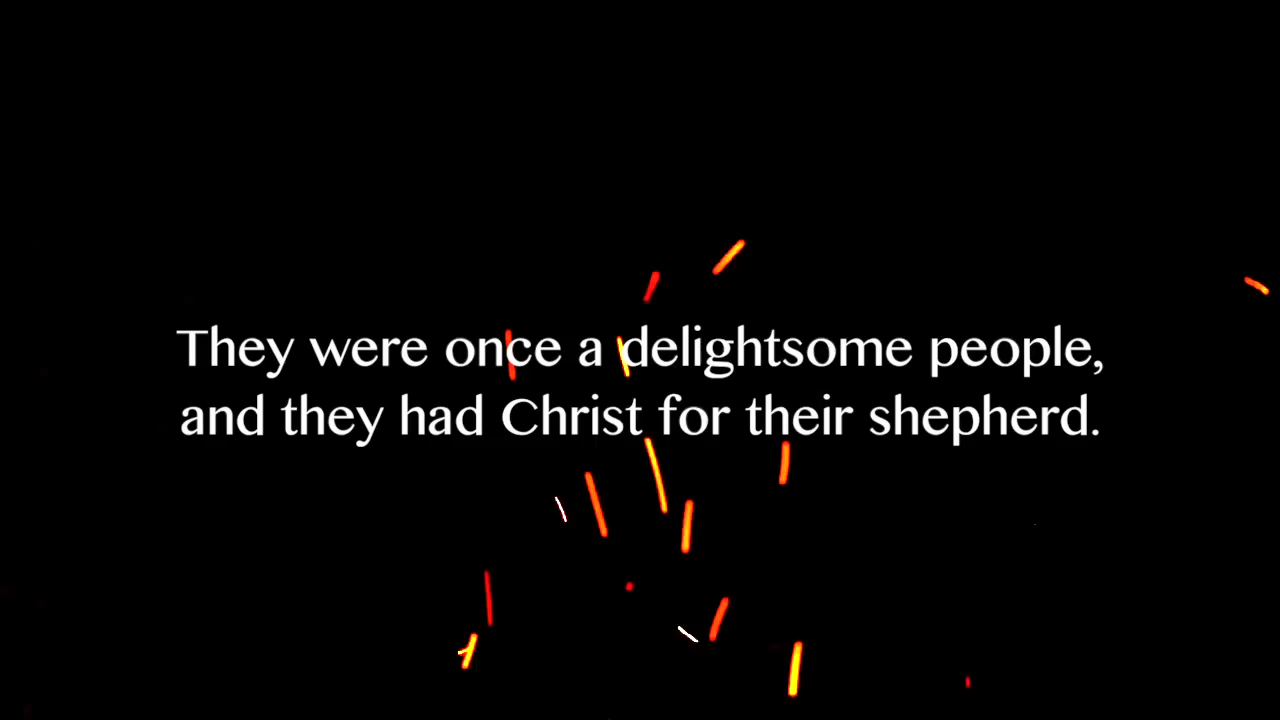 They were once a delightsome people,
and they had Christ for their shepherd.